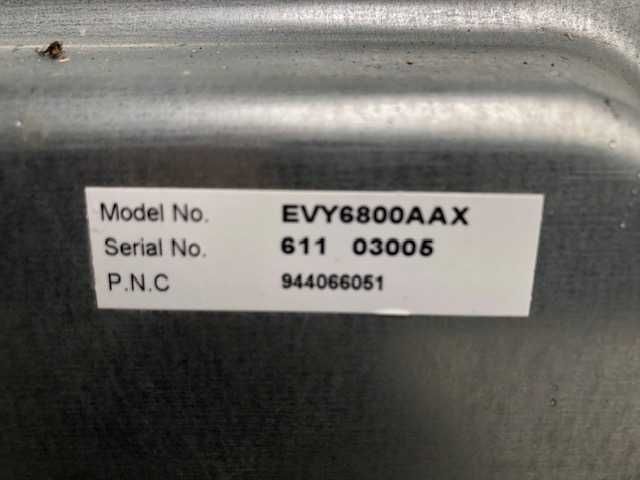 Model No. EVY6800AAX
Serial No. 611 03005
P.N.C 944066051